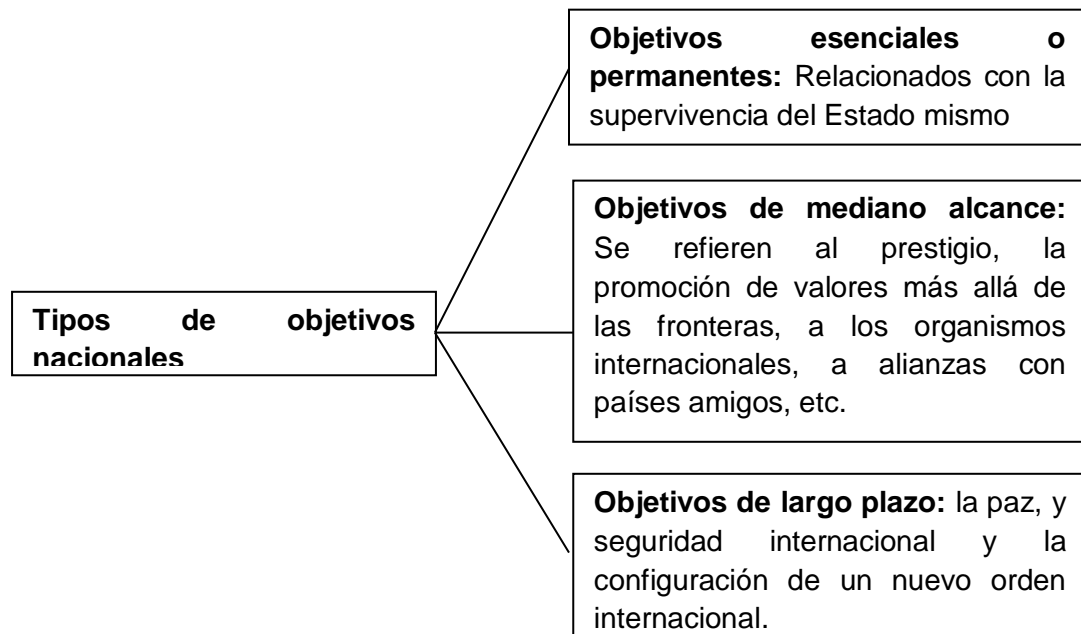 Objetivos esenciales o
permanentes: Relacionados con la
supervivencia del Estado mismo
Objetivos de mediano alcance:
Se refieren al prestigio, la
promoción de valores más allá de
las fronteras, a los organismos
internacionales, a alianzas con
países amigos, etc.
Tipos de objetivos
nacionales
Objetivos de largo plazo: la paz, y
seguridad internacional y la
configuración de un nuevo orden
internacional.